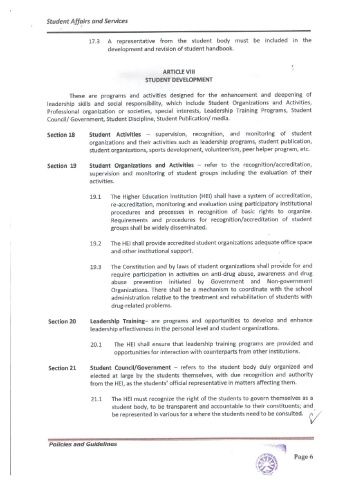 Student Affairs and Services
17.3 A representative from the student body must be included in the
development and revision of student handbook.
ARTICLE VIII
STUDENT DEVELOPMENT
These are programs and activities designed for the enhancement and deepening of
leadership skills and social responsibility, which include Student Organizations and Activities,
Professional organization or societies, special interests, Leadership Training Programs, Student
Council/ Government, Student Discipline, Student Publication/ media.
Section 18 Student Activities – supervision, recognition, and monitoring of student
organizations and their activities such as leadership programs, student publication,
student organizations, sports development, volunteerism, peer helper program, etc.
Section 19 Student Organizations and Activities – refer to the recognition/accreditation,
supervision and monitoring of student groups including the evaluation of their
activities.
19.1 The Higher Education Institution (HEI) shall have a system of accreditation,
re-accreditation, monitoring and evaluation using participatory institutional
procedures and processes in recognition of basic rights to organize.
Requirements and procedures for recognition/accreditation of student
groups shall be widely disseminated.
19.2 The HEI shall provide accredited student organizations adequate office space
and other institutional support.
19.3 The Constitution and by laws of student organizations shall provide for and
require participation in activities on anti-drug abuse, awareness and drug
abuse prevention initiated by Government and Non-government
Organizations. There shall be a mechanism to coordinate with the school
administration relative to the treatment and rehabilitation of students with
drug-related problems.
Section 20 Leadership Training– are programs and opportunities to develop and enhance
leadership effectiveness in the personal level and student organizations.
20.1 The HEI shall ensure that leadership training programs are provided and
opportunities for interaction with counterparts from other institutions.
Section 21 Student Council/Government – refers to the student body duly organized and
elected at large by the students themselves, with due recognition and authority
from the HEI, as the students' official representative in matters affecting them.
21.1 The HEI must recognize the right of the students to govern themselves as a
student body, to be transparent and accountable to their constituents; and
be represented in various for a where the students need to be consulted.
Policies and Guidelines
Page 6